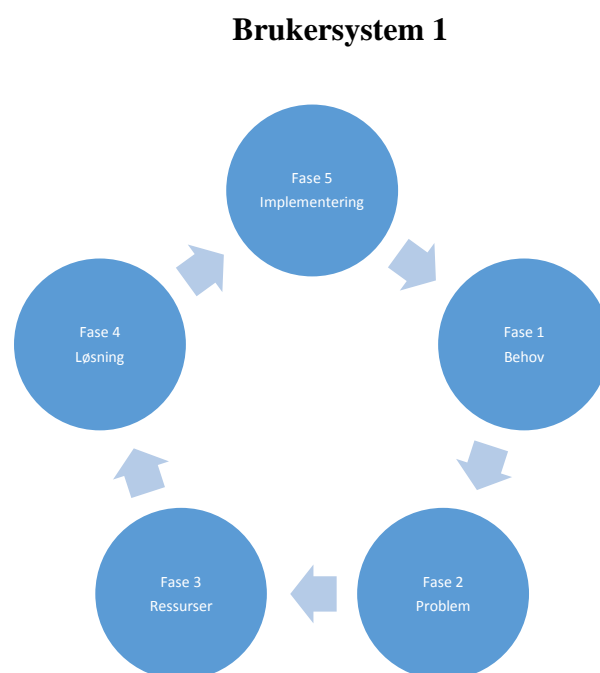 Brukersystem 1
Fase 5
Implementering
Fase 1
Behov
Fase 2
Problem
Fase 3
Ressurser
Fase 4
Løsning